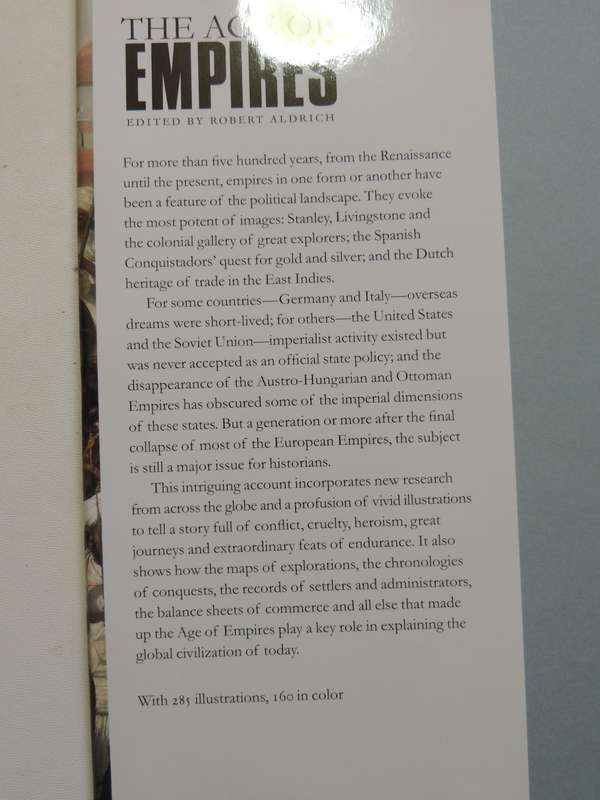 THE AGE OF
EMPIRES
EDITED BY ROBERT ALDRICH
For more than five hundred years, from the Renaissance
until the present, empires in one form or another have
been a feature of the political landscape. They evoke
the most potent of images: Stanley, Livingstone and
the colonial gallery of great explorers; the Spanish
Conquistadors' quest for gold and silver; and the Dutch
heritage of trade in the East Indies.
For some countries—Germany and Italy—overseas
dreams were short-lived; for others—the United States
and the Soviet Union—imperialist activity existed but
was never accepted as an official state policy; and the
disappearance of the Austro-Hungarian and Ottoman
Empires has obscured some of the imperial dimensions
of these states. But a generation or more after the final
collapse of most of the European Empires, the subject
is still a major issue for historians.
This intriguing account incorporates new research
from across the globe and a profusion of vivid illustrations
to tell a story full of conflict, cruelty, heroism, great
journeys and extraordinary feats of endurance. It also
shows how the maps of explorations, the chronologies
of conquests, the records of settlers and administrators,
the balance sheets of commerce and all else that made
up the Age of Empires play a key role in explaining the
global civilization of today.
With 285 illustrations, 160 in color